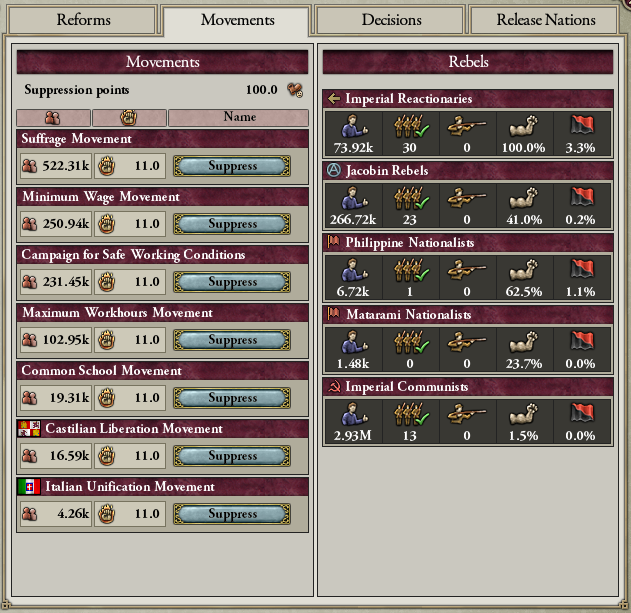 Reforms
Movements
Decisions
Release Nations
Movements
Suppression points 100.0
Name
Suffrage Movement
522.31k 11.0 Suppress
Minimum Wage Movement
250.94k 11.0 Suppress
Campaign for Safe Working Conditions
231.45k 11.0 Suppress
Maximum Workhours Movement
102.95k 11.0 Suppress
Common School Movement
19.31k 11.0 Suppress
Castilian Liberation Movement
16.59k 11.0 Suppress
Italian Unification Movement
4.26k 11.0 Suppress
Rebels
Imperial Reactionaries
73.92k 30 0 100.0% 3.3%
Jacobin Rebels
266.72k 23 0 41.0% 0.2%
Philippine Nationalists
6.72k 1 0 62.5% 1.1%
Matarami Nationalists
1.48k 0 0 23.7% 0.0%
Imperial Communists
2.93M 13 0 1.5% 0.0%